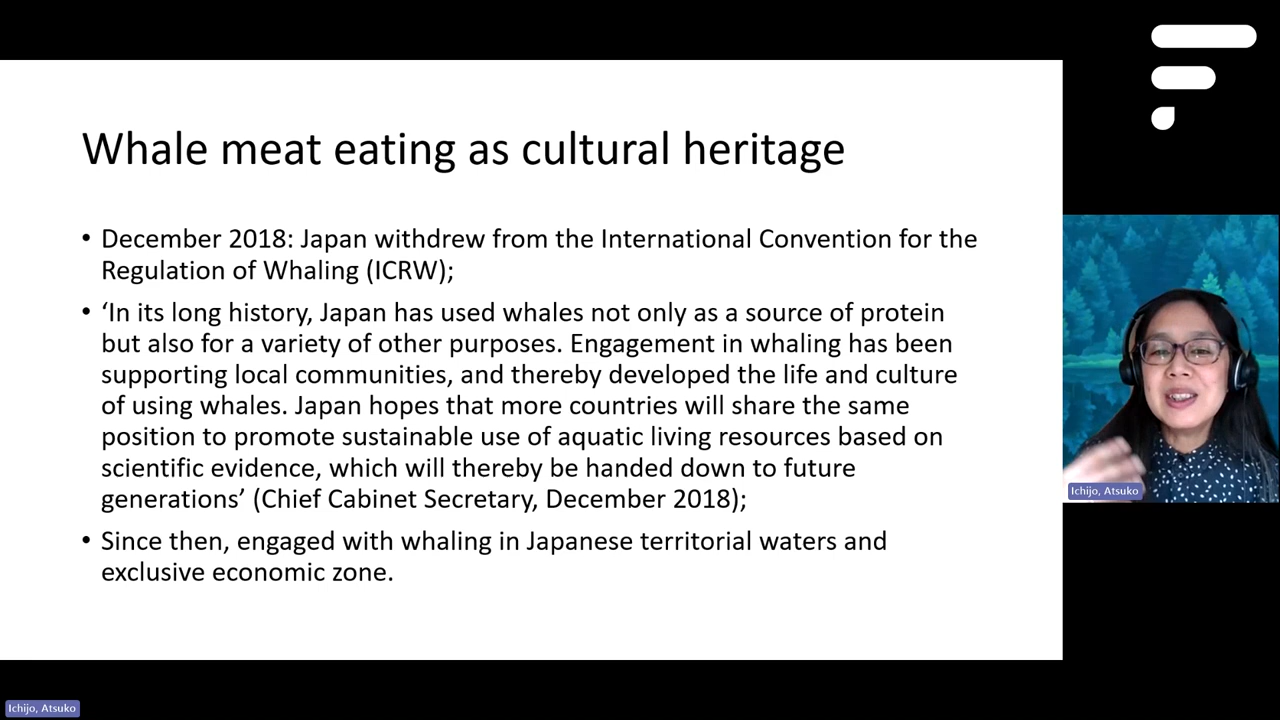 Whale meat eating as cultural heritage
• December 2018: Japan withdrew from the International Convention for the
Regulation of Whaling (ICRW);
• ‘In its long history, Japan has used whales not only as a source of protein
but also for a variety of other purposes. Engagement in whaling has been
supporting local communities, and thereby developed the life and culture
of using whales. Japan hopes that more countries will share the same
position to promote sustainable use of aquatic living resources based on
scientific evidence, which will thereby be handed down to future
generations’ (Chief Cabinet Secretary, December 2018);
• Since then, engaged with whaling in Japanese territorial waters and
exclusive economic zone.
Ichijo, Atsuko
Ichijo, Atsuko